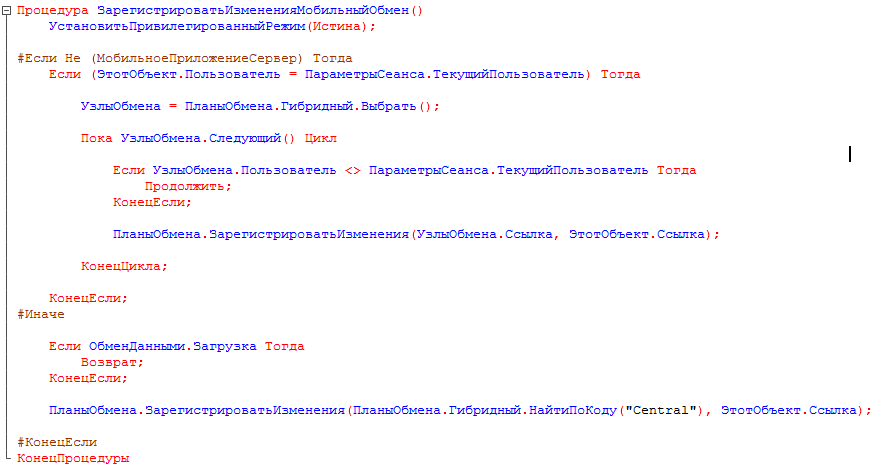 Процедура ЗарегистрироватьИзмененияМобильныйОбмен()
УстановитьПривилегированныйРежим(Истина);
#Если Не (МобильноеПриложениеСервер) Тогда
Если (ЭтотОбъект.Пользователь = ПараметрыСеанса.ТекущийПользователь) Тогда
УзлыОбмена = ПланыОбмена.Гибридный.Выбрать();
Пока УзлыОбмена.Следующий() Цикл
Если УзлыОбмена.Пользователь <> ПараметрыСеанса.ТекущийПользователь Тогда
Продолжить;
КонецЕсли;
ПланыОбмена.ЗарегистрироватьИзменения(УзлыОбмена.Ссылка, ЭтотОбъект.Ссылка);
КонецЦикла;
КонецЕсли;
#Иначе
Если ОбменДанными.Загрузка Тогда
Возврат;
КонецЕсли;
ПланыОбмена.ЗарегистрироватьИзменения(ПланыОбмена.Гибридный.НайтиПоКоду("Central"), ЭтотОбъект.Ссылка);
#КонецЕсли
КонецПроцедуры